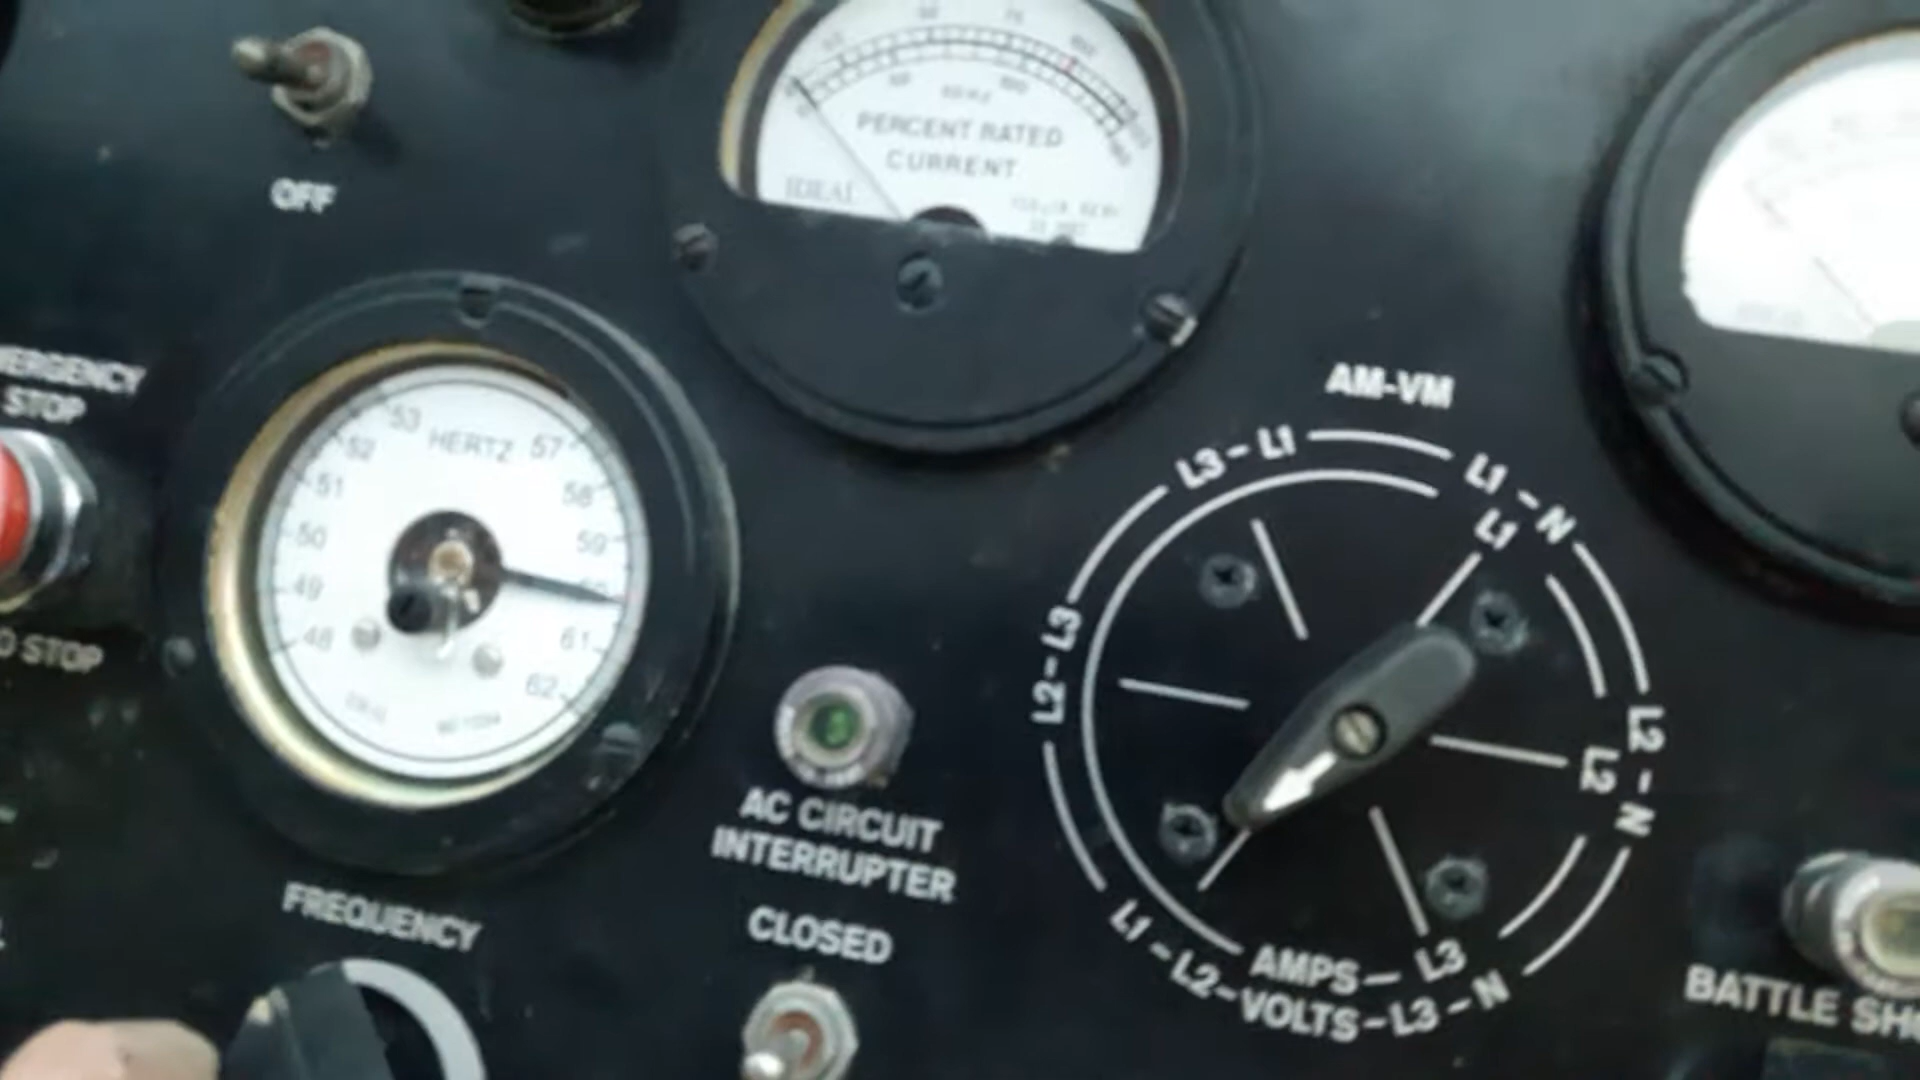 OFF
PERCENT RATED
CURRENT
IDEAL
ERGENCY
STOP
O STOP
53
HERTZ
57
52
58
51
59
50
49
61
48
62
FREQUENCY
AC CIRCUIT
INTERRUPTER
CLOSED
AM-VM
L3-L1
L1-N
L1
L2-L3
L2-N
L2
L1-L2-VOLTS-L3-N
AMPS-L3
BATTLE SH